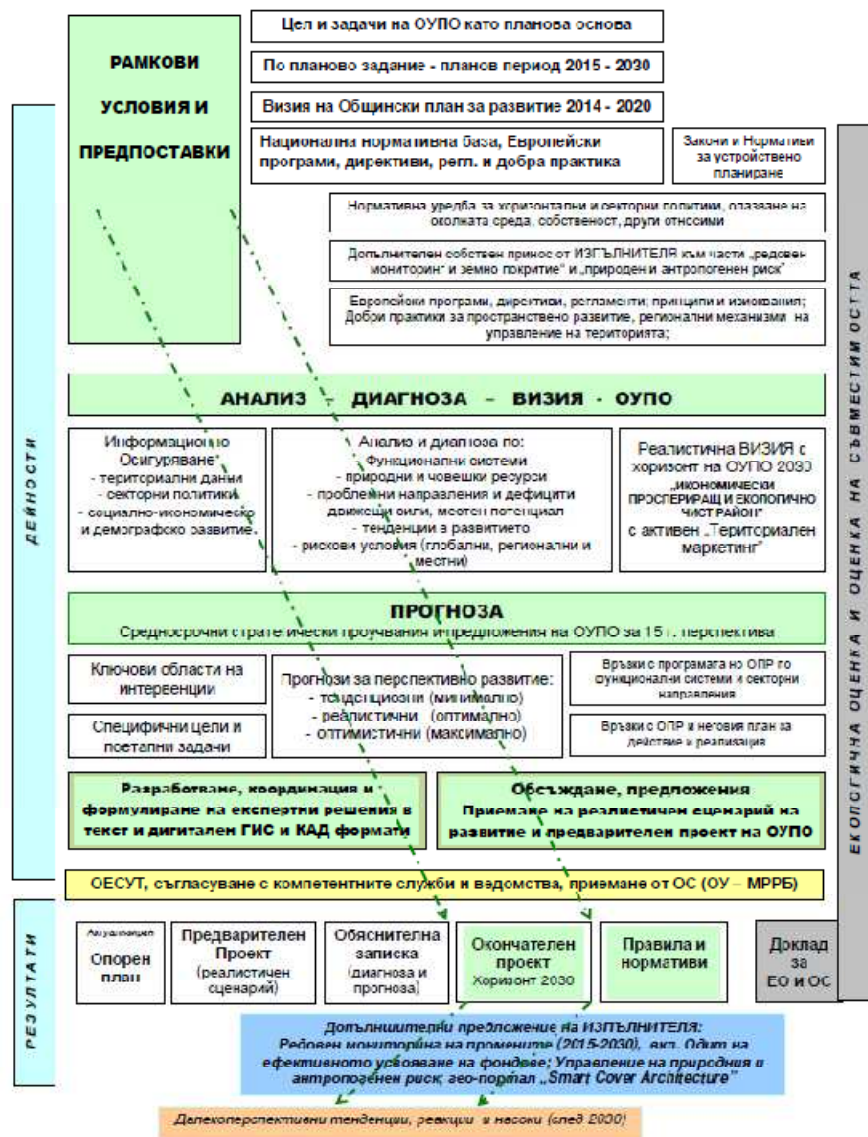 РАМКОВИ
УСЛОВИЯ И
ПРЕДПОСТАВКИ
Цел и задачи на ОУПО като планова основа
По планово задание - планов период 2015 - 2030
Визия на Общински план за развитие 2014 - 2020
Национална нормативна база, Европейски
програми, директиви, регл. и добра практика
Закони и Нормативи
за устройствено
планиране
Нормативна уредба за хоризонтални и секторни политики, опазване на
околната среда, собственост, други относими
Допълнителен собствен принос от ИЗПЪЛНИТЕЛЯ към части „редовен
мониторинг и земно покритие" и „природен и антропогенен риск"
Европейски програми, директиви, регламенти; принципи и изисквания;
Добри практики за пространствено развитие, регионални механизми на
управление на територията;
ДЕЙНОСТИ
АНАЛИЗ – ДИАГНОЗА – ВИЗИЯ - ОУПО
Информационно
Осигуряване"
- териториални данни
- секторни политики
- социално-икономическо
и демографско развитие
Анализ и диагноза по:
Функционални системи
- природни и човешки ресурси
- проблемни направления и дефицити
движещи сили, местен потенциал
- тенденции в развитието
- рискови условия (глобални, регионални и
местни)
Реалистична ВИЗИЯ с
хоризонт на ОУПО 2030
„ИКОНОМИЧЕСКИ
ПРОСПЕРИРАЩ И ЕКОЛОГИЧНО
ЧИСТ РАЙОН"
с активен „Териториален
маркетинг"
ПРОГНОЗА
Средносрочни стратегически проучвания и предложения на ОУПО за 15 г. перспектива
Ключови области на
интервенции
Специфични цели и
поетапни задачи
Прогнози за перспективно развитие:
- тенденциозни (минимално)
- реалистични (оптимално)
- оптимистични (максимално)
Връзки с програмата но ОПР по
функционални системи и секторни
направления
Връзки с ОПР и неговия план за
действие и реализация
Разработване, координация и
формулиране на експертни решения в
текст и дигитален ГИС и КАД формати
Обсъждане, предложения
Приемане на реалистичен сценарий на
развитие и предварителен проект на ОУПО
ОЕСУТ, съгласуване с компетентните служби и ведомства, приемане от ОС (ОУ – МРРБ)
РЕЗУЛТАТИ
Опорен
план
Предварителен
Проект
(реалистичен
сценарий)
Обяснителна
записка
(диагноза и
прогноза)
Окончателен
проект
Хоризонт 2030
Правила и
нормативи
Доклад
за
ЕО и ОС
ЕКОЛОГИЧНА ОЦЕНКА И ОЦЕНКА НА СЪВМЕСТИМОСТТА
предложение на ИЗПЪЛНИТЕЛЯ:
Редовен мониторинг на промените (2015-2030), вкл. Одит на
ефективното усвояване на фондове; Управление на природния и
антропогенен риск, гео-портал „Smart Cover Architecture"
Далекоперспективни тенденции, реакции и насоки (след 2030)